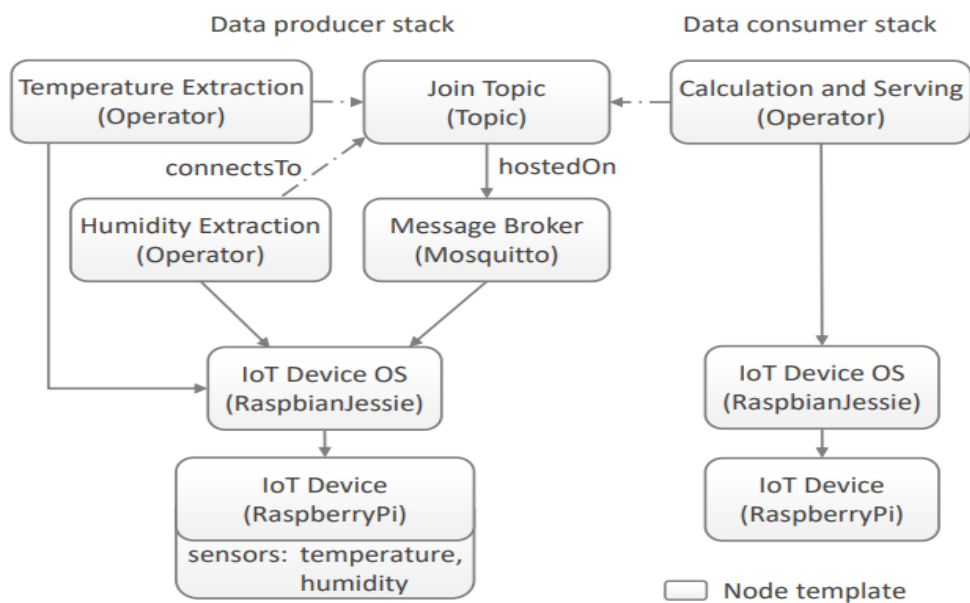 Data producer stack
Data consumer stack
Temperature Extraction
(Operator)
Join Topic
(Topic)
Calculation and Serving
(Operator)
connectsTo
hostedOn
Humidity Extraction
(Operator)
Message Broker
(Mosquitto)
IoT Device OS
(RaspbianJessie)
IoT Device OS
(RaspbianJessie)
IoT Device
(RaspberryPi)
sensors: temperature,
humidity
IoT Device
(RaspberryPi)
Node template